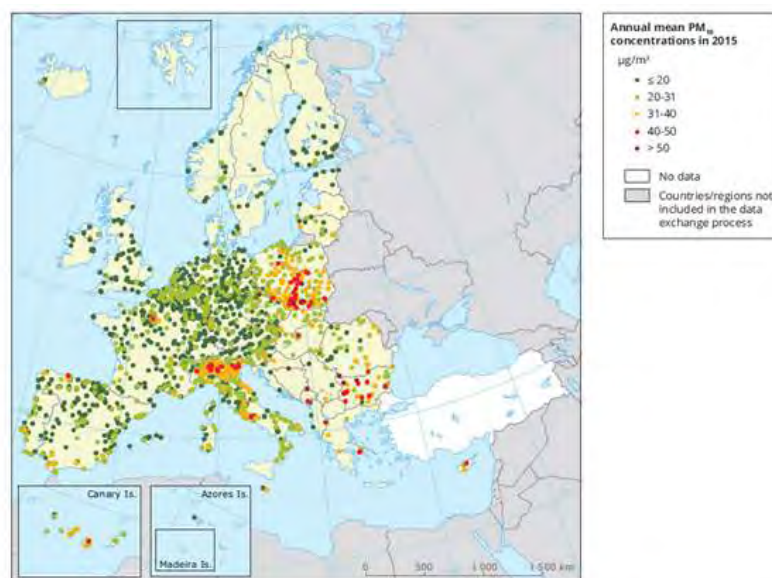 Annual mean PM₁₀
concentrations in 2015
µg/m³
≤ 20
20-31
31-40
40-50
> 50
No data
Countries/regions not
included in the data
exchange process
Canary Is.
Azores Is.
Madeira Is.
0 500 1 000 1 500 km